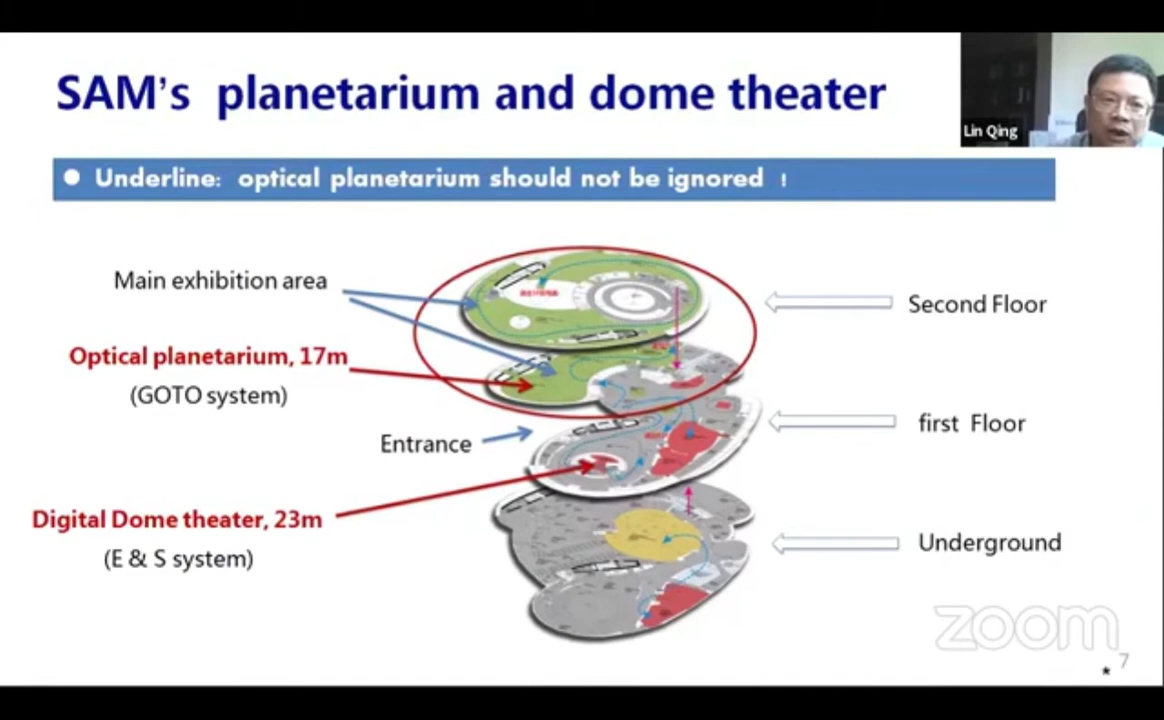 SAM's planetarium and dome theater
Lin Qing
Underline: optical planetarium should not be ignored !
Main exhibition area
Second Floor
Optical planetarium, 17m
(GOTO system)
first Floor
Entrance
Digital Dome theater, 23m
(E & S system)
Underground
zoom
7
*